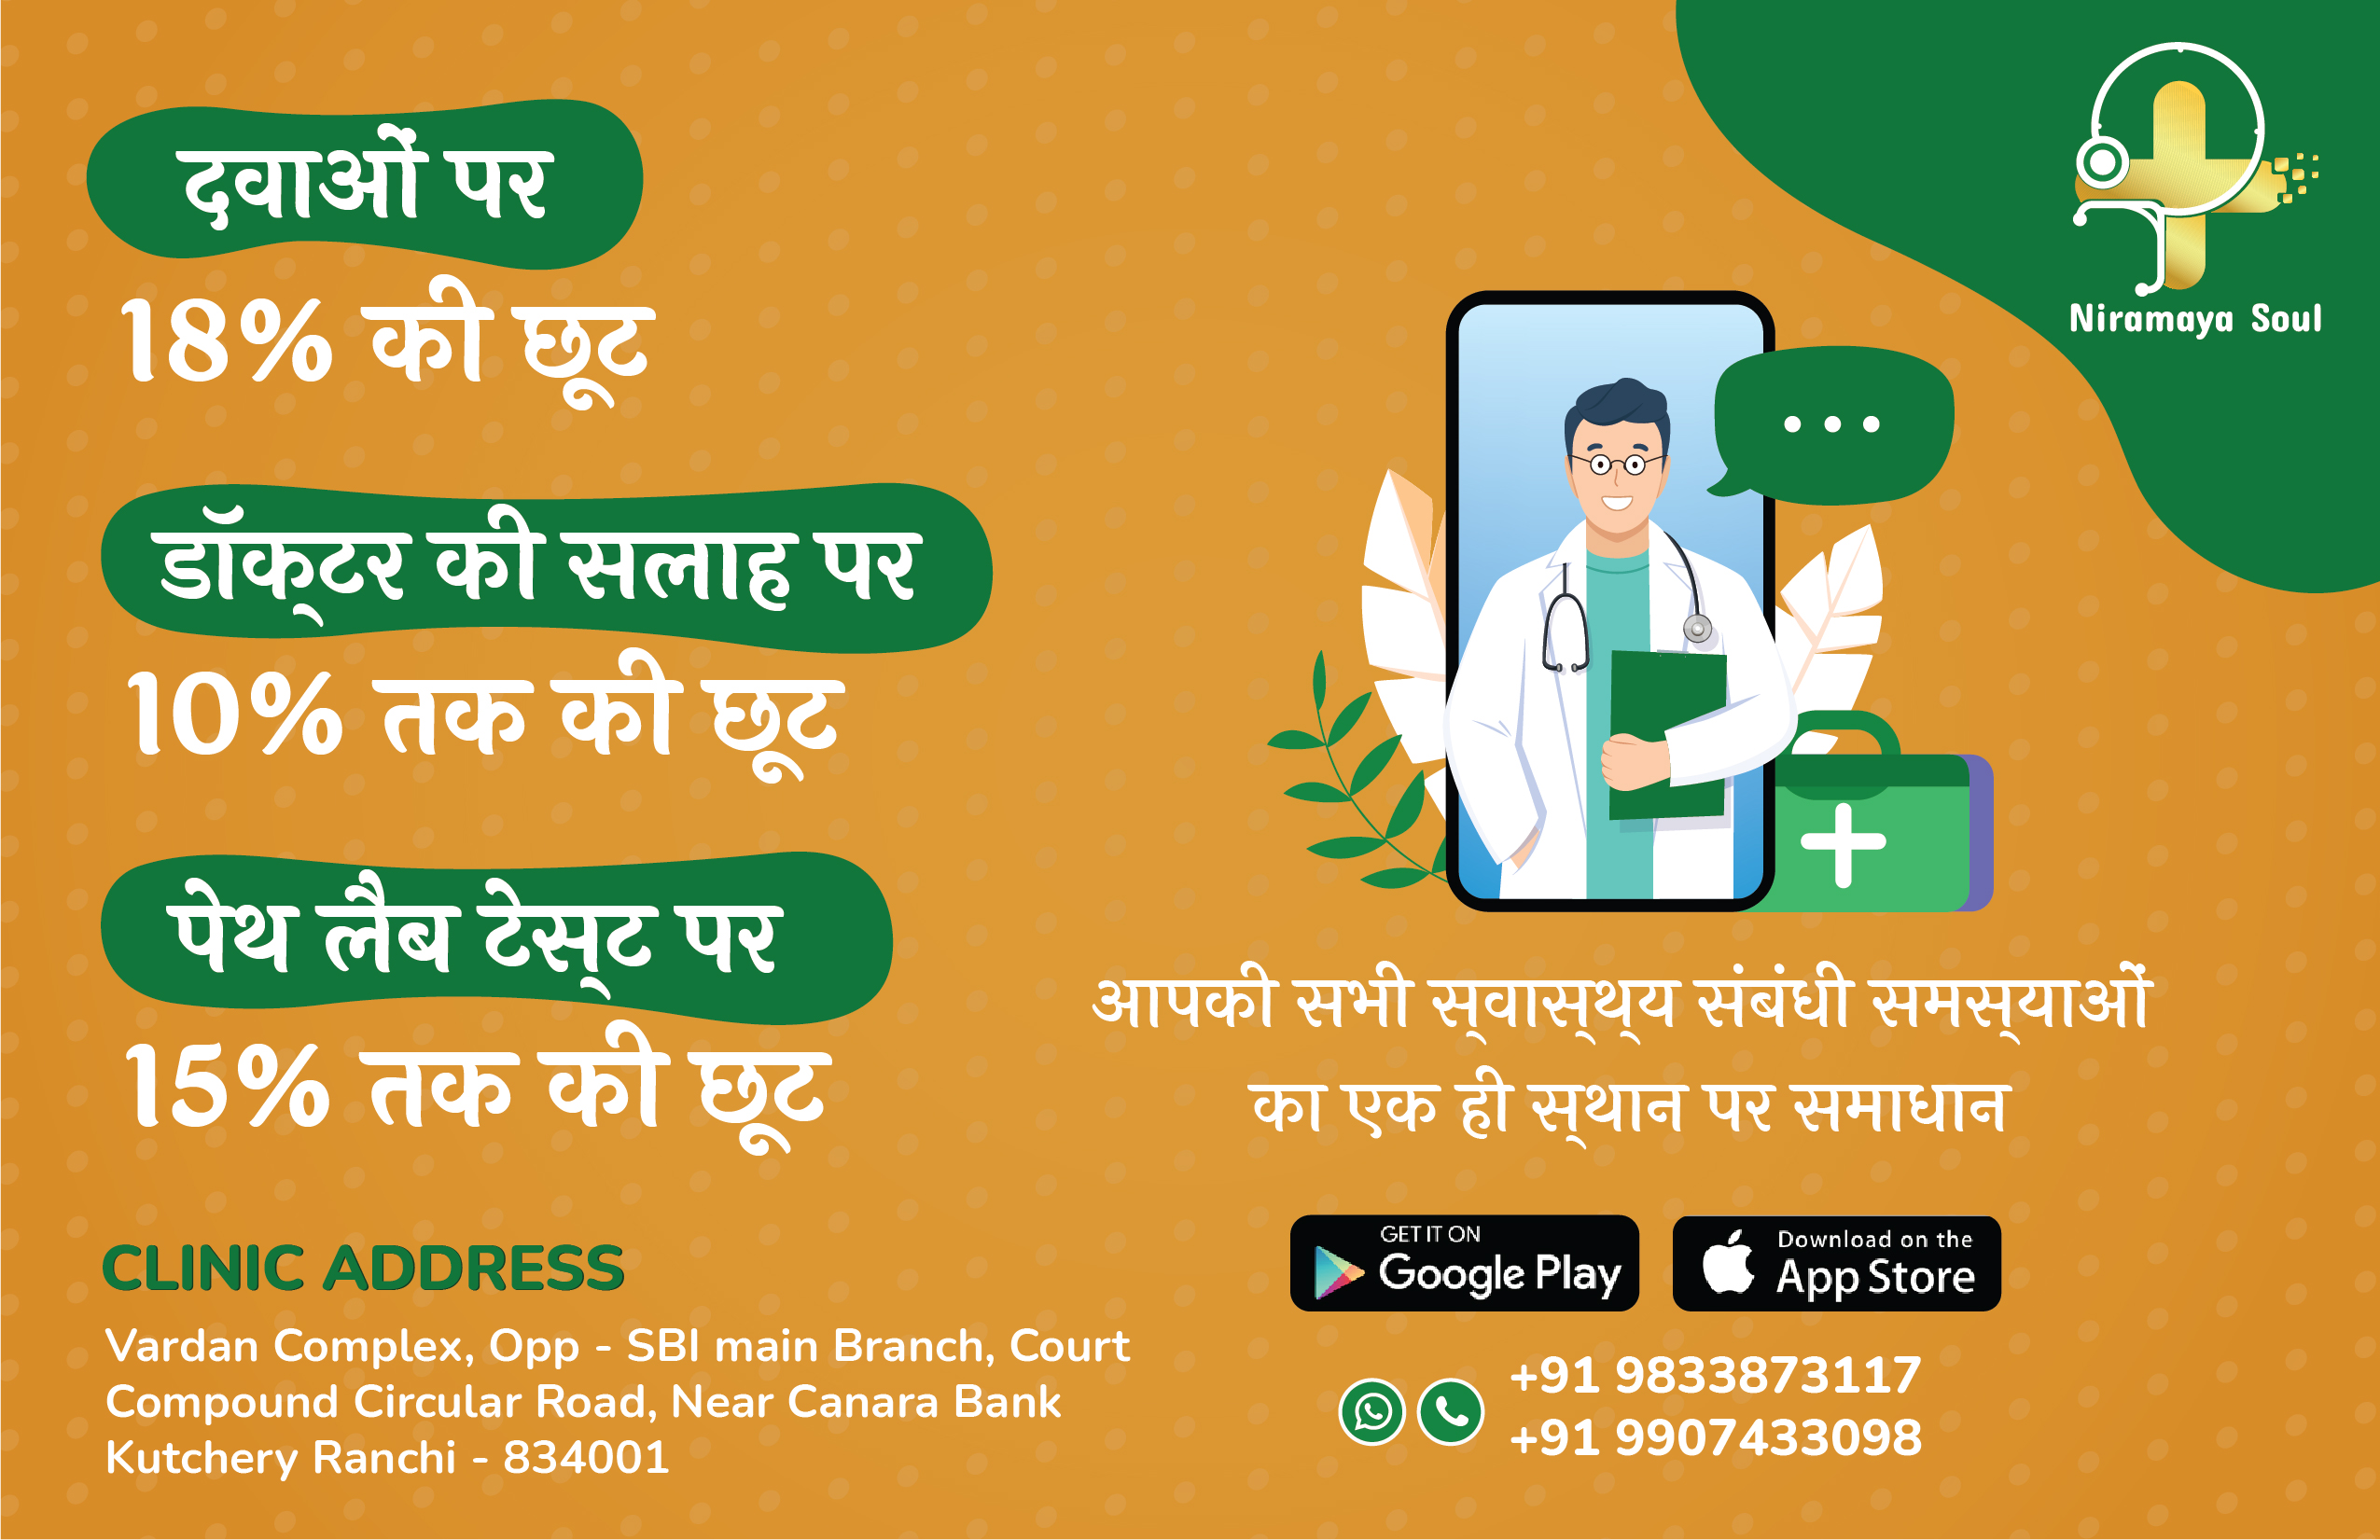 Niramaya Soul
दवाओं पर
18% की छूट
डॉक्‌टर की सलाह पर
10% तक की छूट
पेथ लैब टेस्‌ट पर
15% तक की छूट
आपकी सभी स्‌वास्‌थ्‌य संबंधी समस्‌याओं
का एक ही स्‌थान पर समाधान
GET IT ON
Google Play
Download on the
App Store
CLINIC ADDRESS
Vardan Complex, Opp - SBI main Branch, Court
Compound Circular Road, Near Canara Bank
Kutchery Ranchi - 834001
+91 9833873117
+91 9907433098